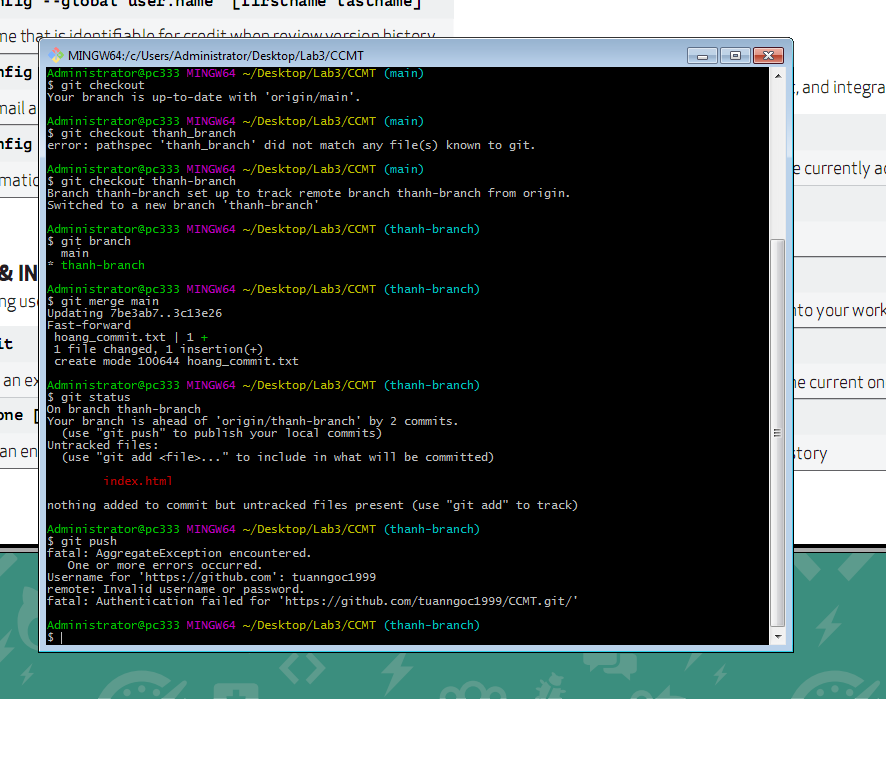 nfig --global user.name "[firstname lastname]"
me that is identifiable for credit when review version history
MINGW64:/c/Users/Administrator/Desktop/Lab3/CCMT
Administrator@pc333 MINGW64 ~/Desktop/Lab3/CCMT (main)
$ git checkout
Your branch is up-to-date with 'origin/main'.
Administrator@pc333 MINGW64 ~/Desktop/Lab3/CCMT (main)
$ git checkout thanh_branch
error: pathspec 'thanh_branch' did not match any file(s) known to git.
Administrator@pc333 MINGW64 ~/Desktop/Lab3/CCMT (main)
$ git checkout thanh-branch
Branch thanh-branch set up to track remote branch thanh-branch from origin.
Switched to a new branch 'thanh-branch'
Administrator@pc333 MINGW64 ~/Desktop/Lab3/CCMT (thanh-branch)
$ git branch
main
* thanh-branch
Administrator@pc333 MINGW64 ~/Desktop/Lab3/CCMT (thanh-branch)
$ git merge main
Updating 7be3ab7..3c13e26
Fast-forward
hoang_commit.txt | 1 +
1 file changed, 1 insertion(+)
create mode 100644 hoang_commit.txt
Administrator@pc333 MINGW64 ~/Desktop/Lab3/CCMT (thanh-branch)
$ git status
On branch thanh-branch
Your branch is ahead of 'origin/thanh-branch' by 2 commits.
(use "git push" to publish your local commits)
Untracked files:
(use "git add <file>..." to include in what will be committed)
index.html
nothing added to commit but untracked files present (use "git add" to track)
Administrator@pc333 MINGW64 ~/Desktop/Lab3/CCMT (thanh-branch)
$ git push
fatal: AggregateException encountered.
One or more errors occurred.
Username for 'https://github.com': tuanngoc1999
remote: Invalid username or password.
fatal: Authentication failed for 'https://github.com/tuanngoc1999/CCMT.git/'
Administrator@pc333 MINGW64 ~/Desktop/Lab3/CCMT (thanh-branch)
$
nfig
mail a
nfig
matic
& IN
ng us
it
an ex
one [
an en
, and integra
e currently ac
nto your work
he current on
story